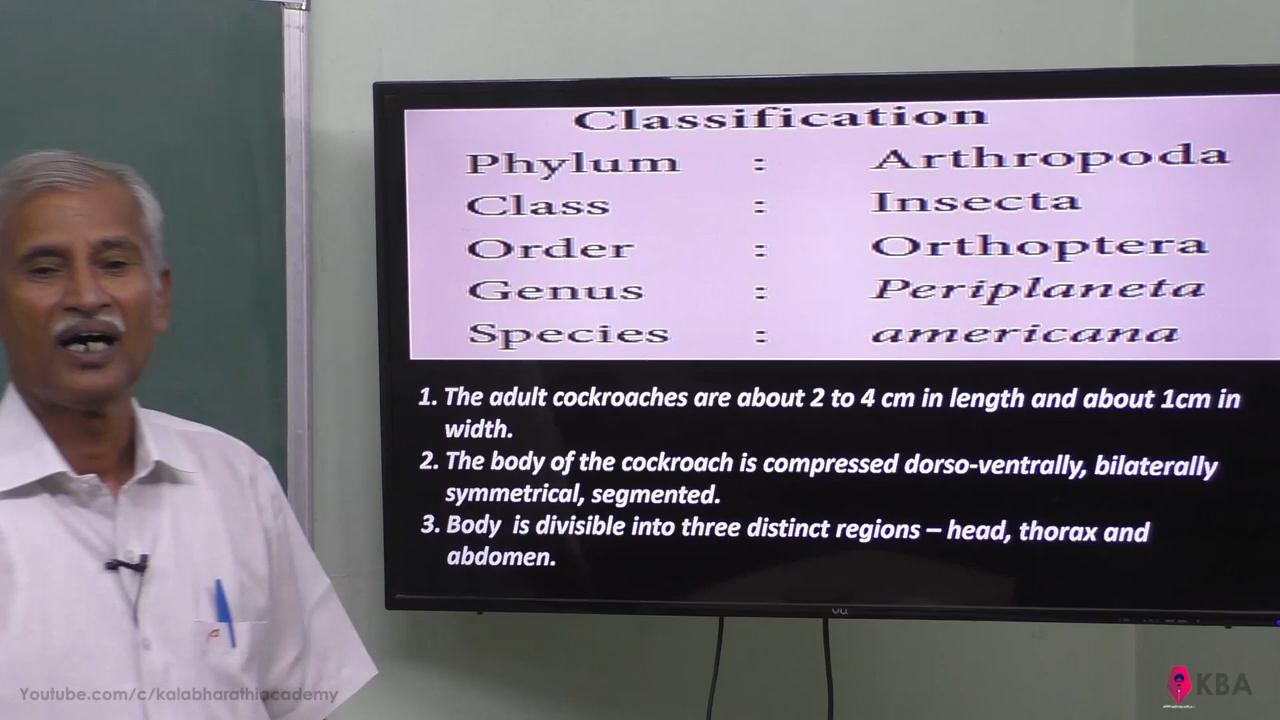 Classification
Phylum : Arthropoda
Class : Insecta
Order : Orthoptera
Genus : Periplaneta
Species : americana
1. The adult cockroaches are about 2 to 4 cm in length and about 1cm in
width.
2. The body of the cockroach is compressed dorso-ventrally, bilaterally
symmetrical, segmented.
3. Body is divisible into three distinct regions – head, thorax and
abdomen.
Youtube.com/c/kalabharathiacademy
KBA